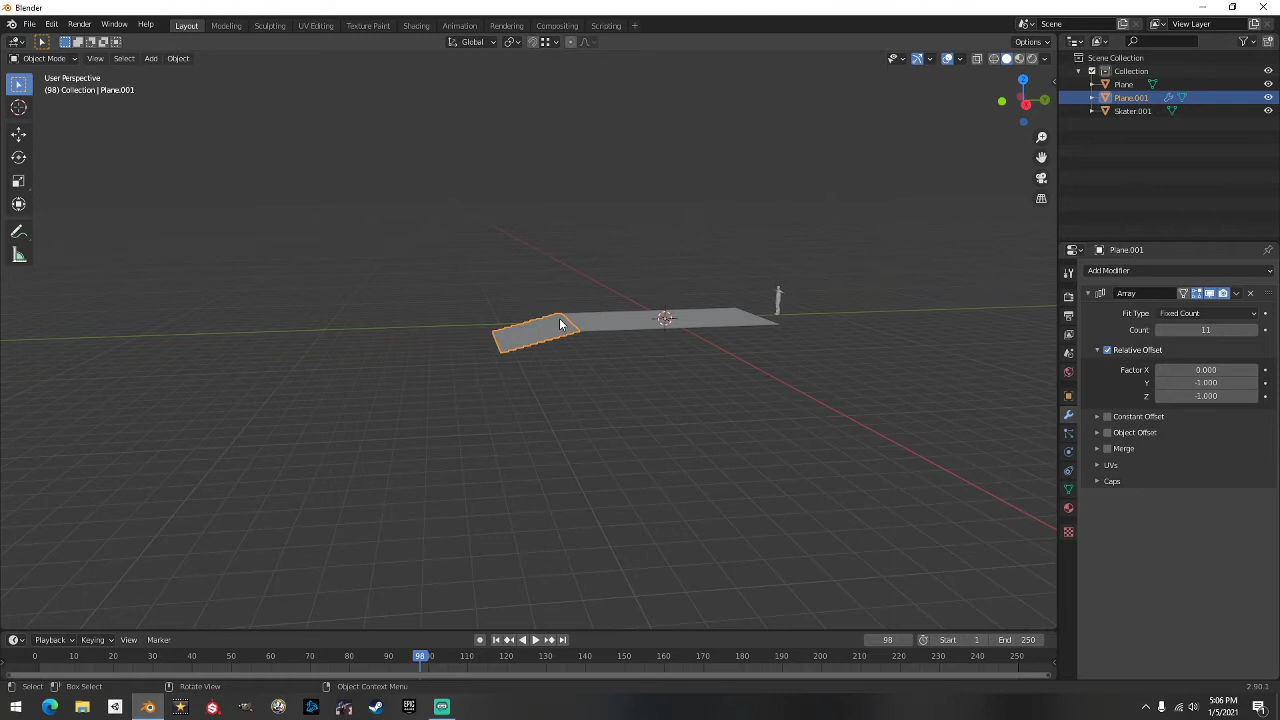 Blender
File Edit Render Window Help Layout Modeling Sculpting UV Editing Texture Paint Shading Animation Rendering Compositing Scripting + Scene View Layer
Global Options
Object Mode View Select Add Object
User Perspective
(98) Collection | Plane.001
Z
Y
X
Scene Collection
Collection
Plane
Plane.001
Skater.001
Plane.001
Add Modifier
Array
Fit Type Fixed Count
Count 11
Relative Offset
Factor X 0.000
Y -1.000
Z -1.000
Constant Offset
Object Offset
Merge
UVs
Caps
Playback Keying View Marker 98 Start 1 End 250
0 10 20 30 40 50 60 70 80 90 98 100 110 120 130 140 150 160 170 180 190 200 210 220 230 240 250
Select Box Select Rotate View Object Context Menu 2.90.1
5:06 PM
1/5/2021